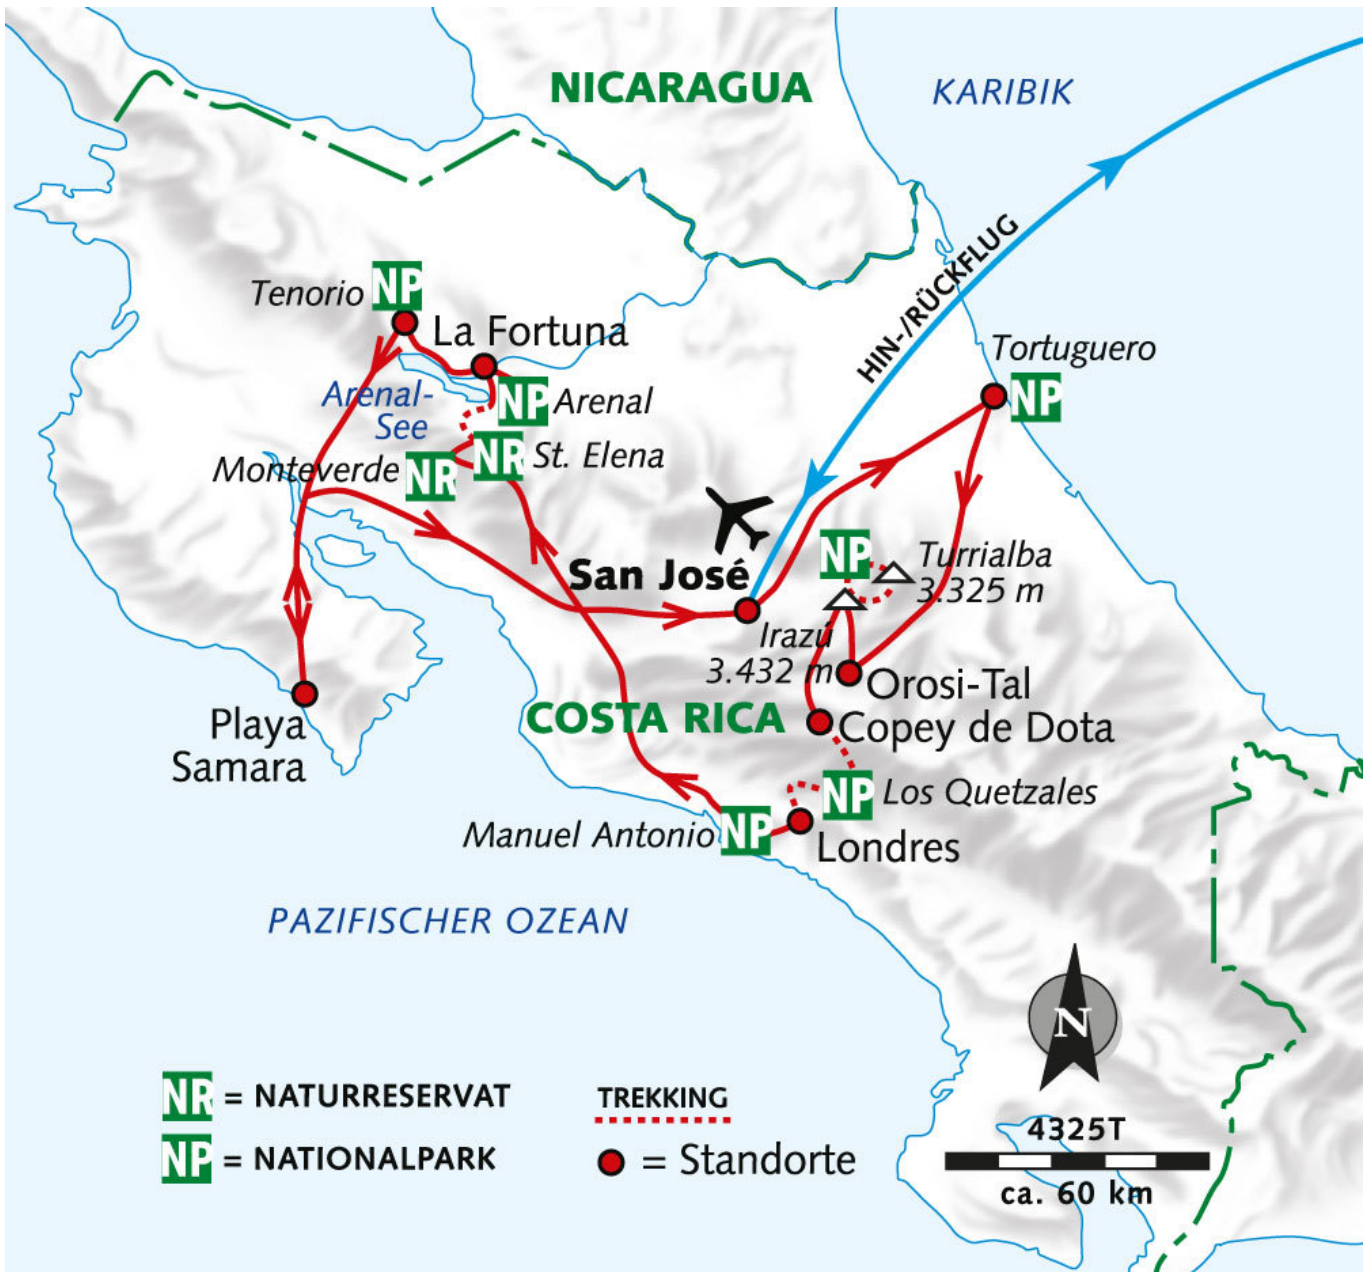 NICARAGUA
KARIBIK
HIN-/RÜCKFLUG
Tenorio NP
La Fortuna
Tortuguero
NP
Arenal-
See
NP Arenal
Monteverde NR
NR St. Elena
San José
NP
Turrialba
3.325 m
Irazú
3.432 m
Orosi-Tal
COSTA RICA
Copey de Dota
Playa
Samara
NP Los Quetzales
Manuel Antonio NP
Londres
PAZIFISCHER OZEAN
N
NR = NATURRESERVAT
NP = NATIONALPARK
TREKKING
= Standorte
4325T
ca. 60 km